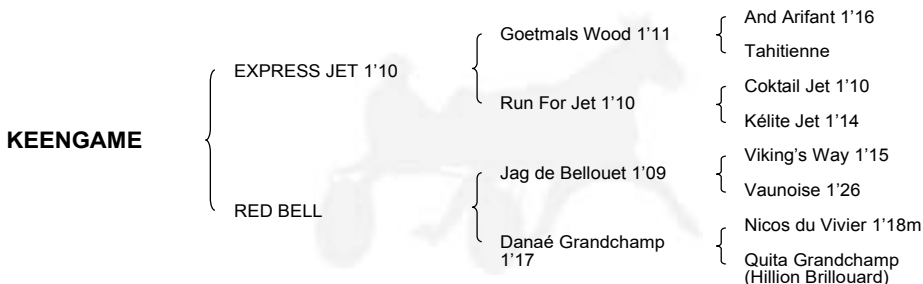 And Arifant 1’16
Goetmals Wood 1’11
Tahitienne
EXPRESS JET 1’10
Coktail Jet 1’10
Run For Jet 1’10
Kélite Jet 1’14
KEENGAME
Viking’s Way 1’15
Jag de Bellouet 1’09
Vaunoise 1’26
RED BELL
Nicos du Vivier 1’18m
Danaé Grandchamp
1’17
Quita Grandchamp
(Hillion Brillouard)